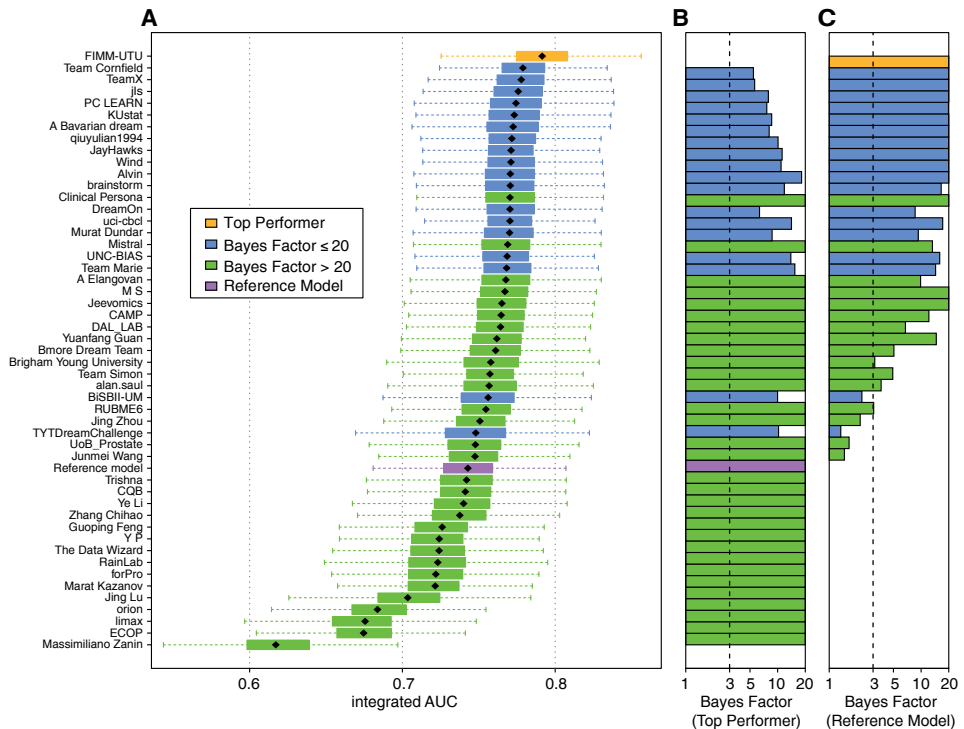 A
B
C
FIMM-UTU
Team Cornfield
TeamX
jls
PC LEARN
KUstat
A Bavarian dream
qiuyulian1994
JayHawks
Wind
Alvin
brainstorm
Clinical Persona
DreamOn
uci-cbcl
Murat Dundar
Mistral
UNC-BIAS
Team Marie
A Elangovan
M S
Jeevomics
CAMP
DAL_LAB
Yuanfang Guan
Bmore Dream Team
Brigham Young University
Team Simon
alan.saul
BiSBII-UM
RUBME6
Jing Zhou
TYTDreamChallenge
UoB_Prostate
Junmei Wang
Reference model
Trishna
CQB
Ye Li
Zhang Chihao
Guoping Feng
Y P
The Data Wizard
RainLab
forPro
Marat Kazanov
Jing Lu
orion
limax
ECOP
Massimiliano Zanin
Top Performer
Bayes Factor ≤ 20
Bayes Factor > 20
Reference Model
0.6 0.7 0.8
integrated AUC
1 3 5 10 20
Bayes Factor
(Top Performer)
1 3 5 10 20
Bayes Factor
(Reference Model)